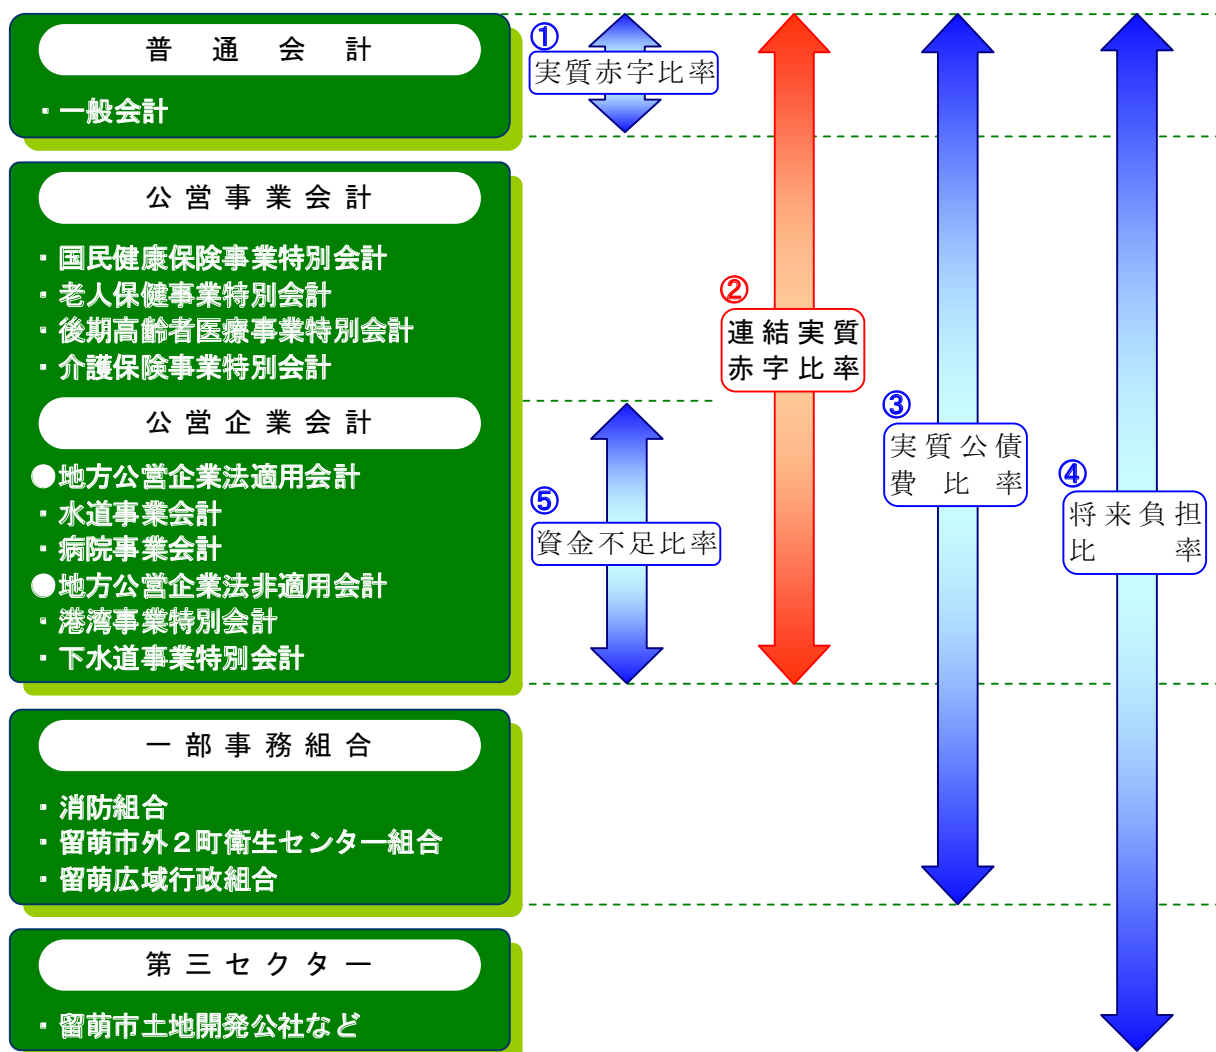 普通会計
・一般会計
公営事業会計
・国民健康保険事業特別会計
・老人保健事業特別会計
・後期高齢者医療事業特別会計
・介護保険事業特別会計
公営企業会計
●地方公営企業法適用会計
・水道事業会計
・病院事業会計
●地方公営企業法非適用会計
・港湾事業特別会計
・下水道事業特別会計
一部事務組合
・消防組合
・留萌市外２町衛生センター組合
・留萌広域行政組合
第三セクター
・留萌市土地開発公社など
①
実質赤字比率
②
連結実質
赤字比率
③
実質公債
費比率
④
将来負担
比率
⑤
資金不足比率